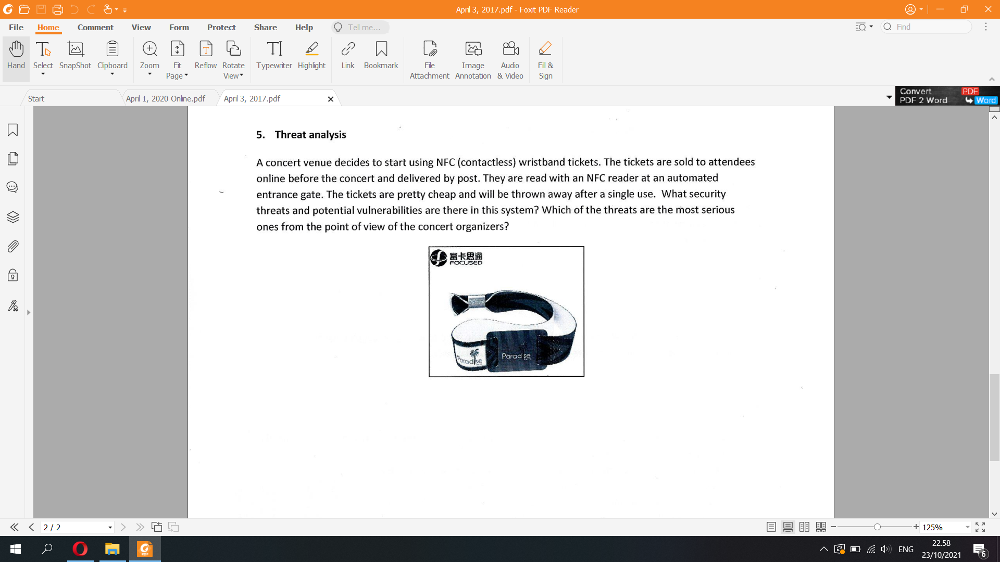 April 3, 2017.pdf - Foxit PDF Reader
File Home Comment View Form Protect Share Help Tell me... Find
Hand Select SnapShot Clipboard Zoom Fit Page Reflow Rotate View Typewriter Highlight Link Bookmark File Attachment Image Annotation Audio & Video Fill & Sign
Start April 1, 2020 Online.pdf April 3, 2017.pdf
Convert PDF
PDF 2 Word Word
5. Threat analysis
A concert venue decides to start using NFC (contactless) wristband tickets. The tickets are sold to attendees
online before the concert and delivered by post. They are read with an NFC reader at an automated
entrance gate. The tickets are pretty cheap and will be thrown away after a single use. What security
threats and potential vulnerabilities are there in this system? Which of the threats are the most serious
ones from the point of view of the concert organizers?
富卡思通
FOCUSED
Paradise
Paradise
2 / 2
125%
PDF
ENG
22.58
23/10/2021
6